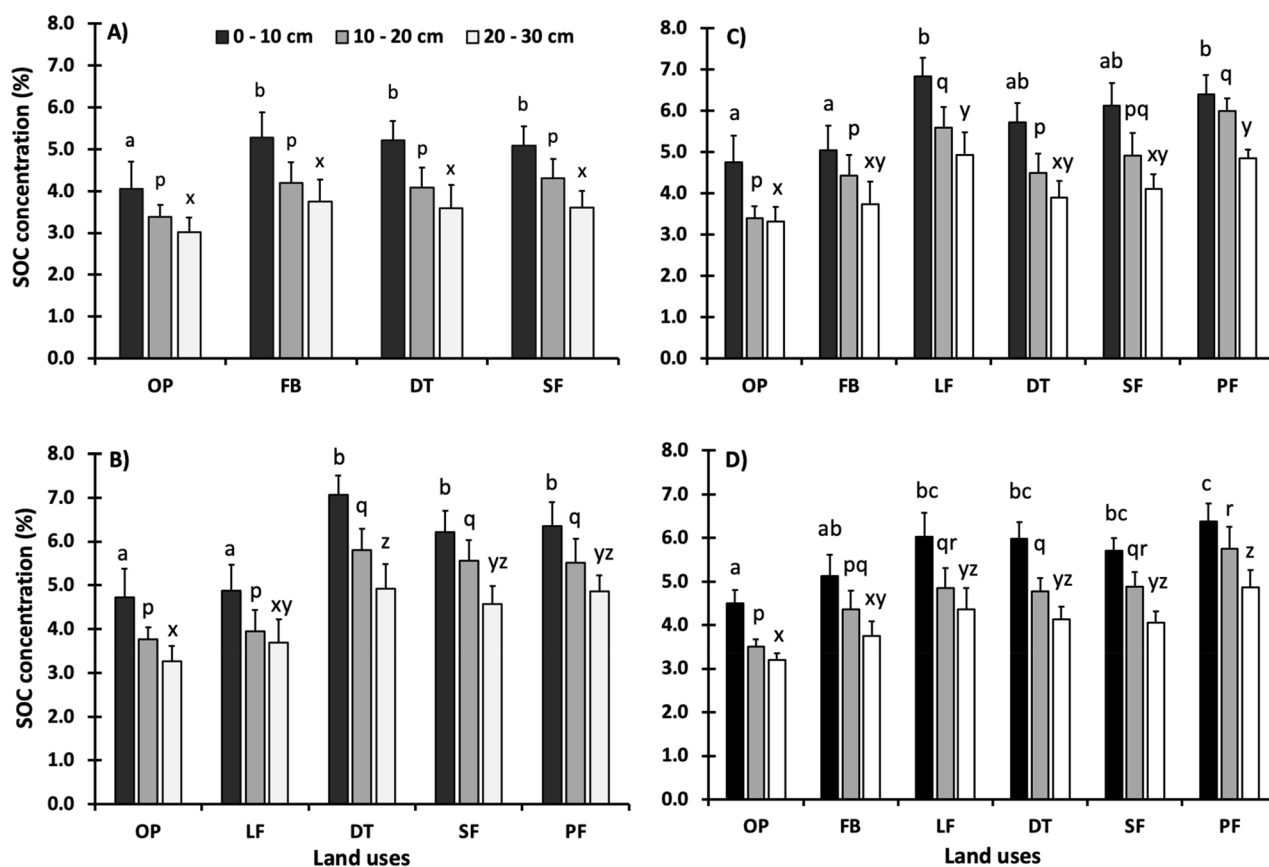 A)
0 - 10 cm 10 - 20 cm 20 - 30 cm
SOC concentration (%)
8.0
7.0
6.0
5.0
4.0
3.0
2.0
1.0
0.0
a p x
b p x
b p x
b p x
OP FB DT SF
C)
8.0
7.0
6.0
5.0
4.0
3.0
2.0
1.0
0.0
a p x
a p xy
b q y
ab p xy
ab pq xy
b q y
OP FB LF DT SF PF
B)
SOC concentration (%)
8.0
7.0
6.0
5.0
4.0
3.0
2.0
1.0
0.0
a p x
a p xy
b q z
b q yz
b q yz
OP LF DT SF PF
Land uses
D)
8.0
7.0
6.0
5.0
4.0
3.0
2.0
1.0
0.0
a p x
ab pq xy
bc qr yz
bc q yz
bc qr yz
c r z
OP FB LF DT SF PF
Land uses